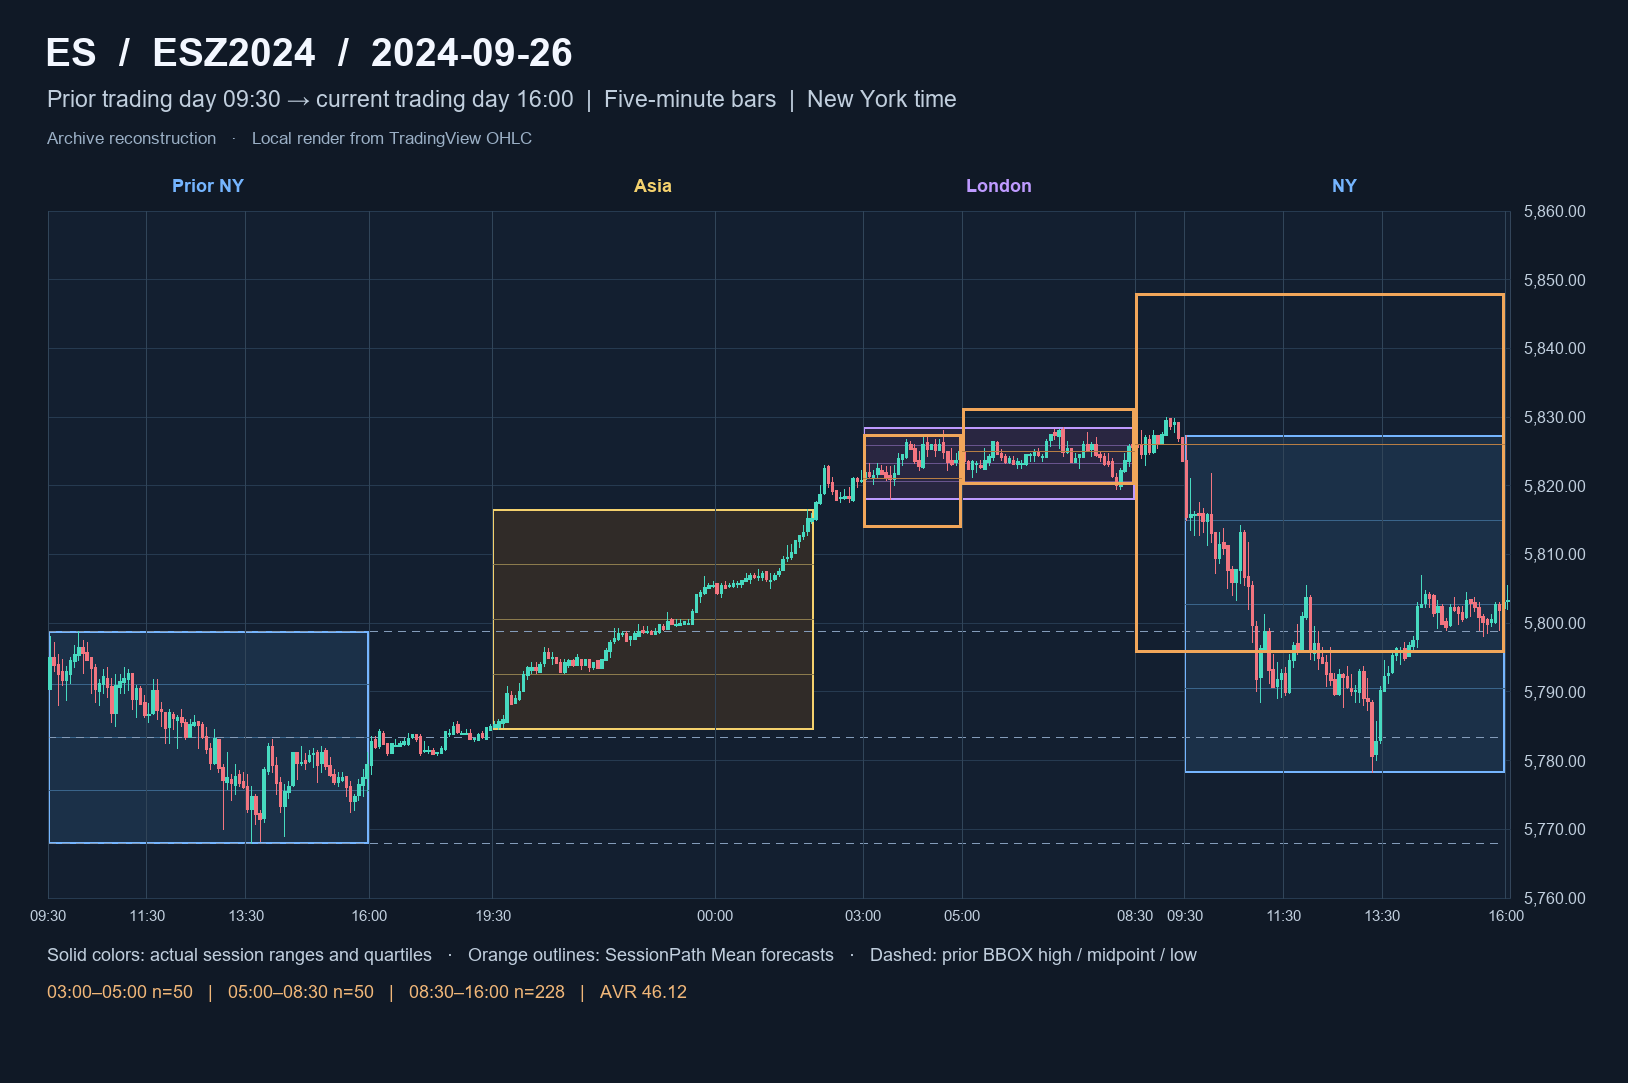 ES / ESZ2024 / 2024-09-26
Prior trading day 09:30 → current trading day 16:00 | Five-minute bars | New York time
Archive reconstruction · Local render from TradingView OHLC
Prior NY Asia London NY
5,860.00
5,850.00
5,840.00
5,830.00
5,820.00
5,810.00
5,800.00
5,790.00
5,780.00
5,770.00
5,760.00
09:30 11:30 13:30 16:00 19:30 00:00 03:00 05:00 08:30 09:30 11:30 13:30 16:00
Solid colors: actual session ranges and quartiles · Orange outlines: SessionPath Mean forecasts · Dashed: prior BBOX high / midpoint / low
03:00–05:00 n=50 | 05:00–08:30 n=50 | 08:30–16:00 n=228 | AVR 46.12